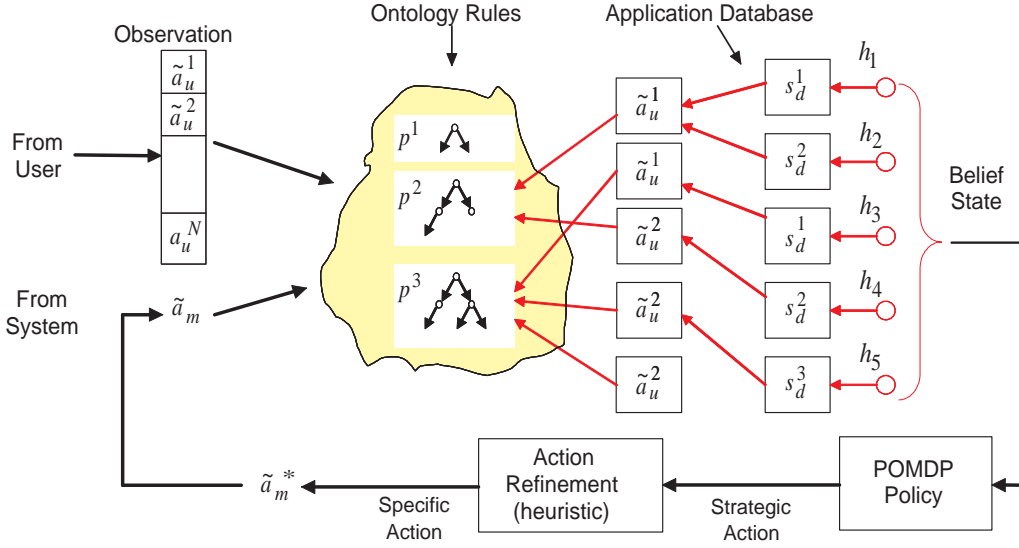 Ontology Rules
Application Database
Observation
ã_u^1
ã_u^2
a_u^N
From
User
From
System
ã_m
p^1
p^2
p^3
ã_u^1
ã_u^1
ã_u^2
ã_u^2
ã_u^2
s_d^1
s_d^2
s_d^1
s_d^2
s_d^3
h_1
h_2
h_3
h_4
h_5
Belief
State
ã_m*
Specific
Action
Action
Refinement
(heuristic)
Strategic
Action
POMDP
Policy